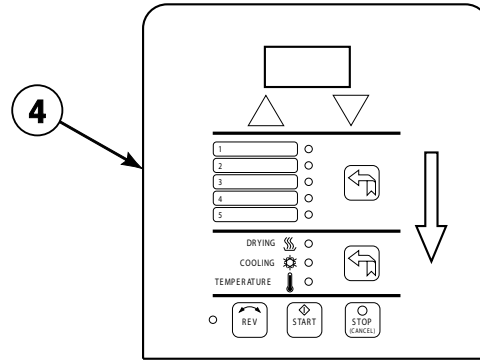 4
1
2
3
4
5
DRYING
COOLING
TEMPERATURE
REV
START
STOP
(CANCEL)